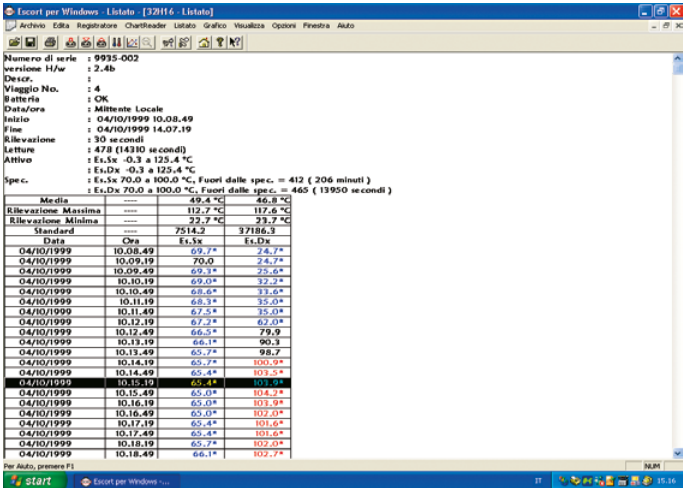 Escort per Windows - Listato - [32H16 - Listato]
Archivio Edita Registratore ChartReader Listato Grafico Visualizza Opzioni Finestra Aiuto
Numero di serie : 9935-002
versione H/w : 2.4b
Descr. :
Viaggio No. : 4
Batteria : OK
Data/ora : Mittente Locale
Inizio : 04/10/1999 10.08.49
Fine : 04/10/1999 14.07.19
Rilevazione : 30 secondi
Letture : 478 (14310 secondi)
Attivo : Es.Sx -0.3 a 125.4 °C
: Es.Dx -0.3 a 125.4 °C
Spec. : Es.Sx 70.0 a 100.0 °C, Fuori dalle spec. = 412 ( 206 minuti )
: Es.Dx 70.0 a 100.0 °C, Fuori dalle spec. = 465 ( 13950 secondi )
Media ---- 49.4 °C 46.8 °C
Rilevazione Massima ---- 112.7 °C 117.6 °C
Rilevazione Minima ---- 22.7 °C 23.7 °C
Standard ---- 7514.2 37186.3
Data Ora Es.Sx Es.Dx
04/10/1999 10.08.49 69.7* 24.7*
04/10/1999 10.09.19 70.0 24.7*
04/10/1999 10.09.49 69.3* 25.6*
04/10/1999 10.10.19 69.0* 32.2*
04/10/1999 10.10.49 68.6* 33.6*
04/10/1999 10.11.19 68.3* 35.0*
04/10/1999 10.11.49 67.5* 35.0*
04/10/1999 10.12.19 67.2* 62.0*
04/10/1999 10.12.49 66.5* 79.9
04/10/1999 10.13.19 66.1* 90.3
04/10/1999 10.13.49 65.7* 98.7
04/10/1999 10.14.19 65.7* 100.9*
04/10/1999 10.14.49 65.4* 103.5*
04/10/1999 10.15.19 65.4* 103.9*
04/10/1999 10.15.49 65.0* 104.2*
04/10/1999 10.16.19 65.0* 103.9*
04/10/1999 10.16.49 65.0* 102.0*
04/10/1999 10.17.19 65.4* 101.6*
04/10/1999 10.17.49 65.4* 101.6*
04/10/1999 10.18.19 65.7* 102.0*
04/10/1999 10.18.49 66.1* 102.7*
Per Aiuto, premere F1 NUM
start Escort per Windows -... IT 15.16